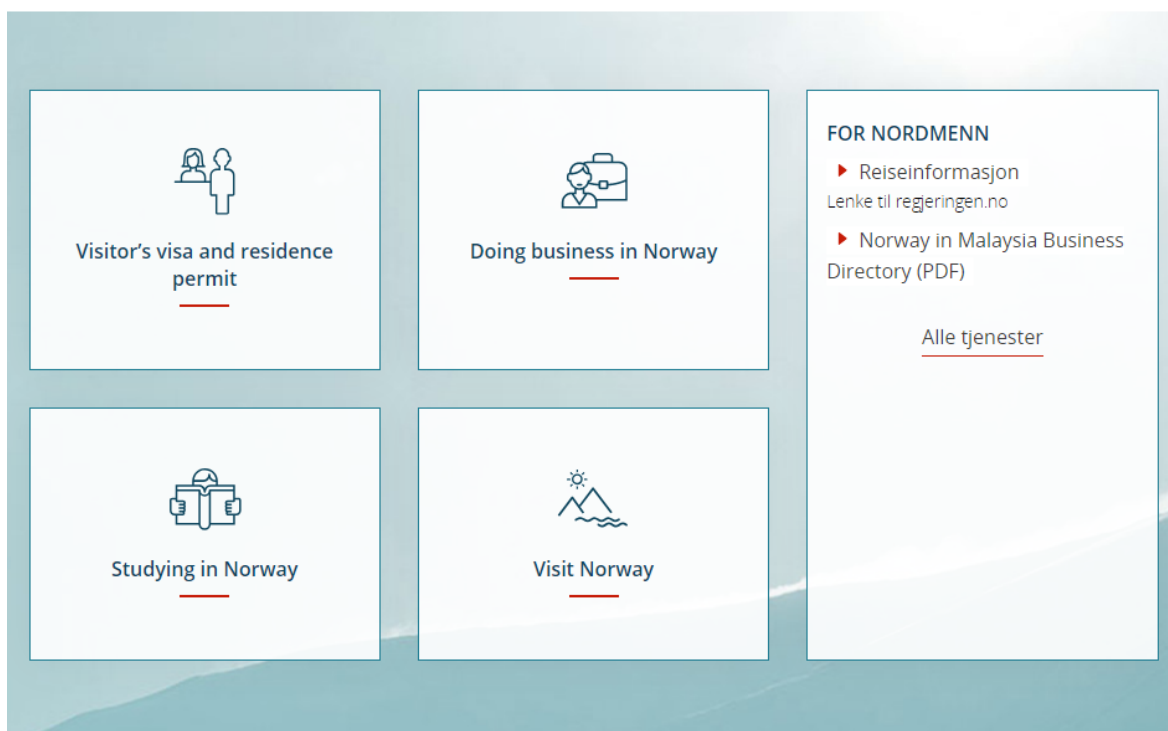 Visitor's visa and residence
permit
Doing business in Norway
Studying in Norway
Visit Norway
FOR NORDMENN
Reiseinformasjon
Lenke til regjeringen.no
Norway in Malaysia Business
Directory (PDF)
Alle tjenester